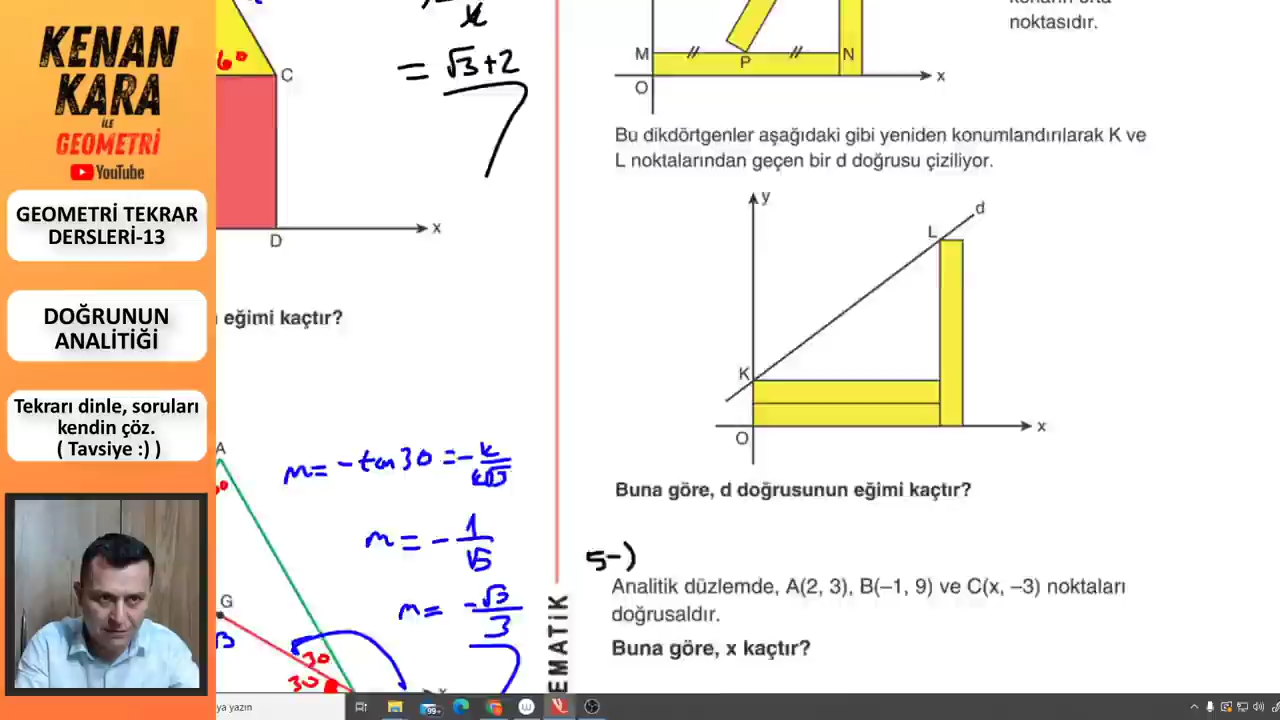 KENAN
KARA
İLE
GEOMETRİ
YouTube
GEOMETRİ TEKRAR
DERSLERİ-13
DOĞRUNUN
ANALİTİĞİ
Tekrarı dinle, soruları
kendin çöz.
( Tavsiye :) )
C
= √3+2
x
D
eğimi kaçtır?
A
m= -tan30 = -k/k√3
m= -1/√3
m= -√3/3
G
30
30
noktasıdır.
M
P
N
x
O
Bu dikdörtgenler aşağıdaki gibi yeniden konumlandırılarak K ve
L noktalarından geçen bir d doğrusu çiziliyor.
y
d
L
K
O
x
Buna göre, d doğrusunun eğimi kaçtır?
5-)
Analitik düzlemde, A(2, 3), B(–1, 9) ve C(x, –3) noktaları
doğrusaldır.
Buna göre, x kaçtır?
EMATİK
ya yazın
99+